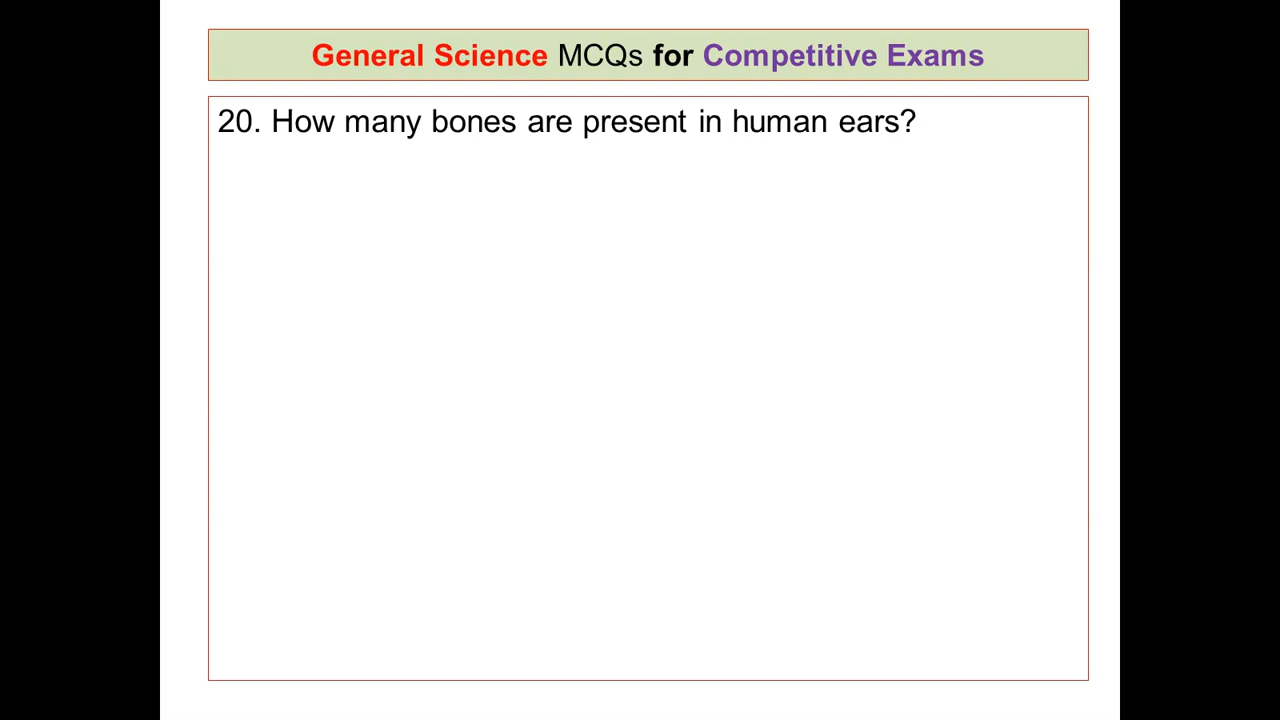 General Science MCQs for Competitive Exams
20. How many bones are present in human ears?